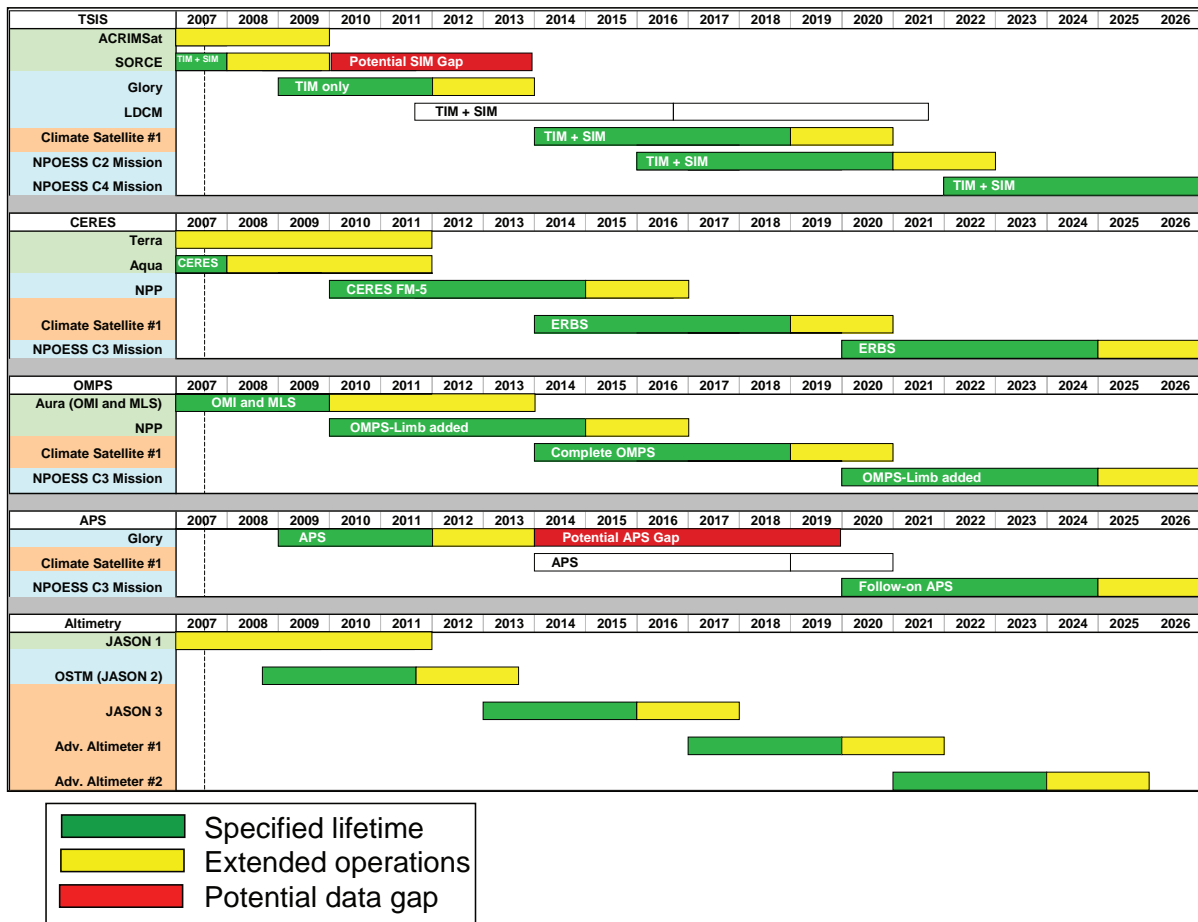 TSIS 2007 2008 2009 2010 2011 2012 2013 2014 2015 2016 2017 2018 2019 2020 2021 2022 2023 2024 2025 2026
ACRIMSat
SORCE TIM + SIM Potential SIM Gap
Glory TIM only
LDCM TIM + SIM
Climate Satellite #1 TIM + SIM
NPOESS C2 Mission TIM + SIM
NPOESS C4 Mission TIM + SIM
CERES 2007 2008 2009 2010 2011 2012 2013 2014 2015 2016 2017 2018 2019 2020 2021 2022 2023 2024 2025 2026
Terra
Aqua CERES
NPP CERES FM-5
Climate Satellite #1 ERBS
NPOESS C3 Mission ERBS
OMPS 2007 2008 2009 2010 2011 2012 2013 2014 2015 2016 2017 2018 2019 2020 2021 2022 2023 2024 2025 2026
Aura (OMI and MLS) OMI and MLS
NPP OMPS-Limb added
Climate Satellite #1 Complete OMPS
NPOESS C3 Mission OMPS-Limb added
APS 2007 2008 2009 2010 2011 2012 2013 2014 2015 2016 2017 2018 2019 2020 2021 2022 2023 2024 2025 2026
Glory APS Potential APS Gap
Climate Satellite #1 APS
NPOESS C3 Mission Follow-on APS
Altimetry 2007 2008 2009 2010 2011 2012 2013 2014 2015 2016 2017 2018 2019 2020 2021 2022 2023 2024 2025 2026
JASON 1
OSTM (JASON 2)
JASON 3
Adv. Altimeter #1
Adv. Altimeter #2
Specified lifetime
Extended operations
Potential data gap